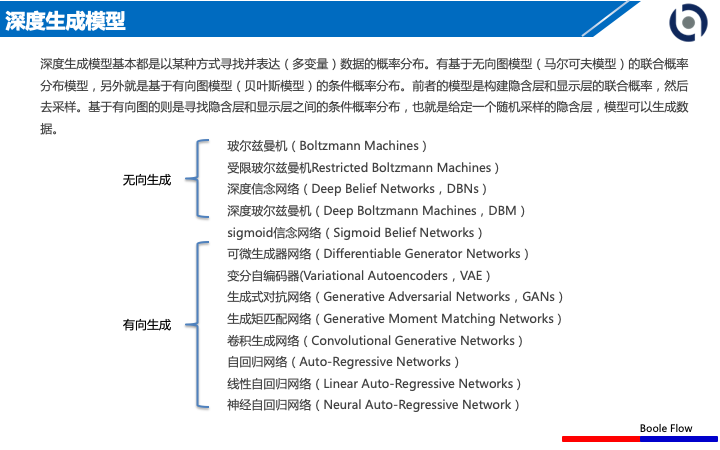 深度生成模型
深度生成模型基本都是以某种方式寻找并表达（多变量）数据的概率分布。有基于无向图模型（马尔可夫模型）的联合概率
分布模型，另外就是基于有向图模型（贝叶斯模型）的条件概率分布。前者的模型是构建隐含层和显示层的联合概率，然后
去采样。基于有向图的则是寻找隐含层和显示层之间的条件概率分布，也就是给定一个随机采样的隐含层，模型可以生成数
据。
无向生成
玻尔兹曼机（Boltzmann Machines）
受限玻尔兹曼机Restricted Boltzmann Machines）
深度信念网络（Deep Belief Networks，DBNs）
深度玻尔兹曼机（Deep Boltzmann Machines，DBM）
sigmoid信念网络（Sigmoid Belief Networks）
有向生成
可微生成器网络（Differentiable Generator Networks）
变分自编码器(Variational Autoencoders，VAE）
生成式对抗网络（Generative Adversarial Networks，GANs）
生成矩匹配网络（Generative Moment Matching Networks）
卷积生成网络（Convolutional Generative Networks）
自回归网络（Auto-Regressive Networks）
线性自回归网络（Linear Auto-Regressive Networks）
神经自回归网络（Neural Auto-Regressive Network）
Boole Flow